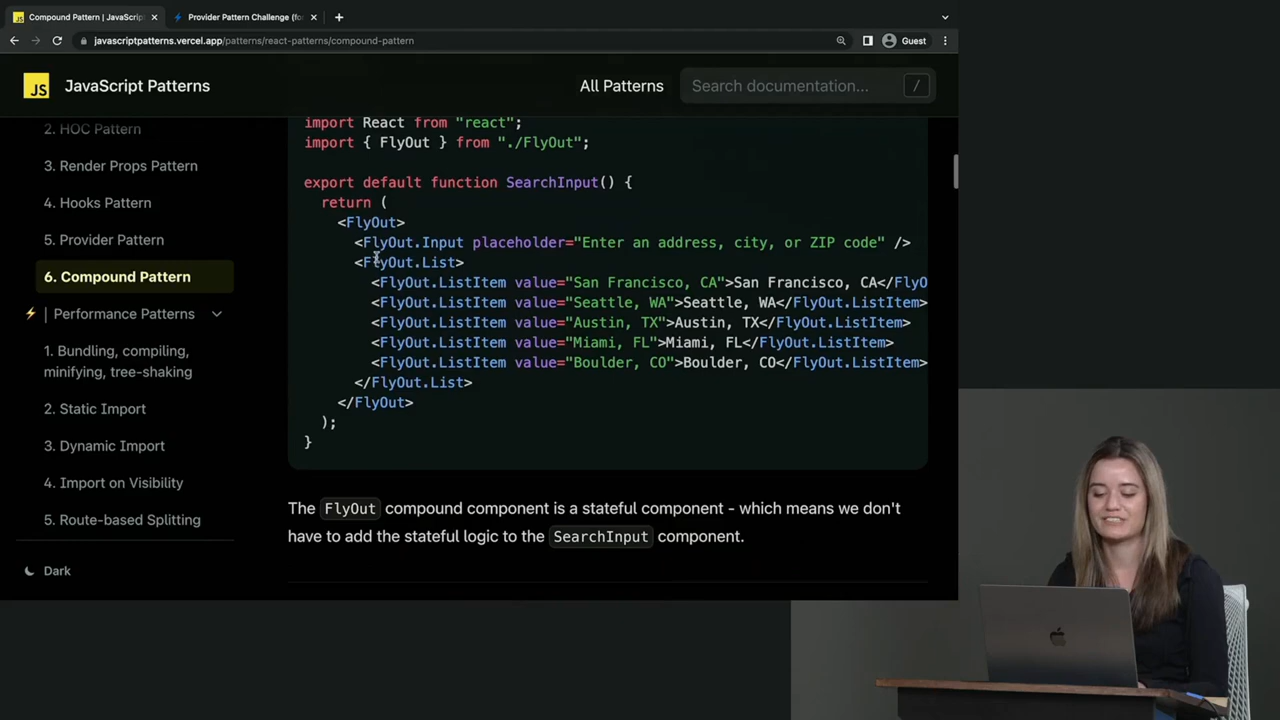 Compound Pattern | JavaScrip
Provider Pattern Challenge (fo
javascriptpatterns.vercel.app/patterns/react-patterns/compound-pattern
Guest
JS
JavaScript Patterns
All Patterns
Search documentation...
/
2. HOC Pattern
3. Render Props Pattern
4. Hooks Pattern
5. Provider Pattern
6. Compound Pattern
Performance Patterns
1. Bundling, compiling,
minifying, tree-shaking
2. Static Import
3. Dynamic Import
4. Import on Visibility
5. Route-based Splitting
Dark
import React from "react";
import { FlyOut } from "./FlyOut";
export default function SearchInput() {
return (
<FlyOut>
<FlyOut.Input placeholder="Enter an address, city, or ZIP code" />
<FlyOut.List>
<FlyOut.ListItem value="San Francisco, CA">San Francisco, CA</FlyO
<FlyOut.ListItem value="Seattle, WA">Seattle, WA</FlyOut.ListItem>
<FlyOut.ListItem value="Austin, TX">Austin, TX</FlyOut.ListItem>
<FlyOut.ListItem value="Miami, FL">Miami, FL</FlyOut.ListItem>
<FlyOut.ListItem value="Boulder, CO">Boulder, CO</FlyOut.ListItem>
</FlyOut.List>
</FlyOut>
);
}
The FlyOut compound component is a stateful component - which means we don't
have to add the stateful logic to the SearchInput component.